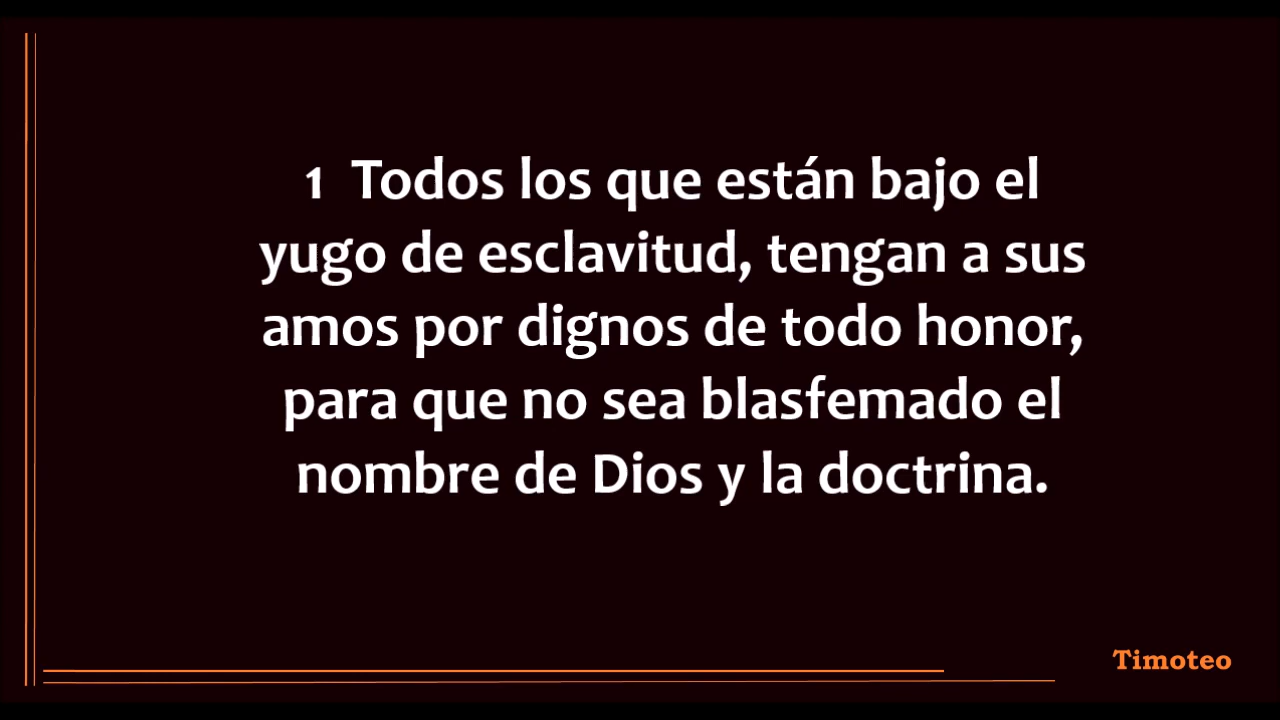 1 Todos los que están bajo el
yugo de esclavitud, tengan a sus
amos por dignos de todo honor,
para que no sea blasfemado el
nombre de Dios y la doctrina.
Timoteo